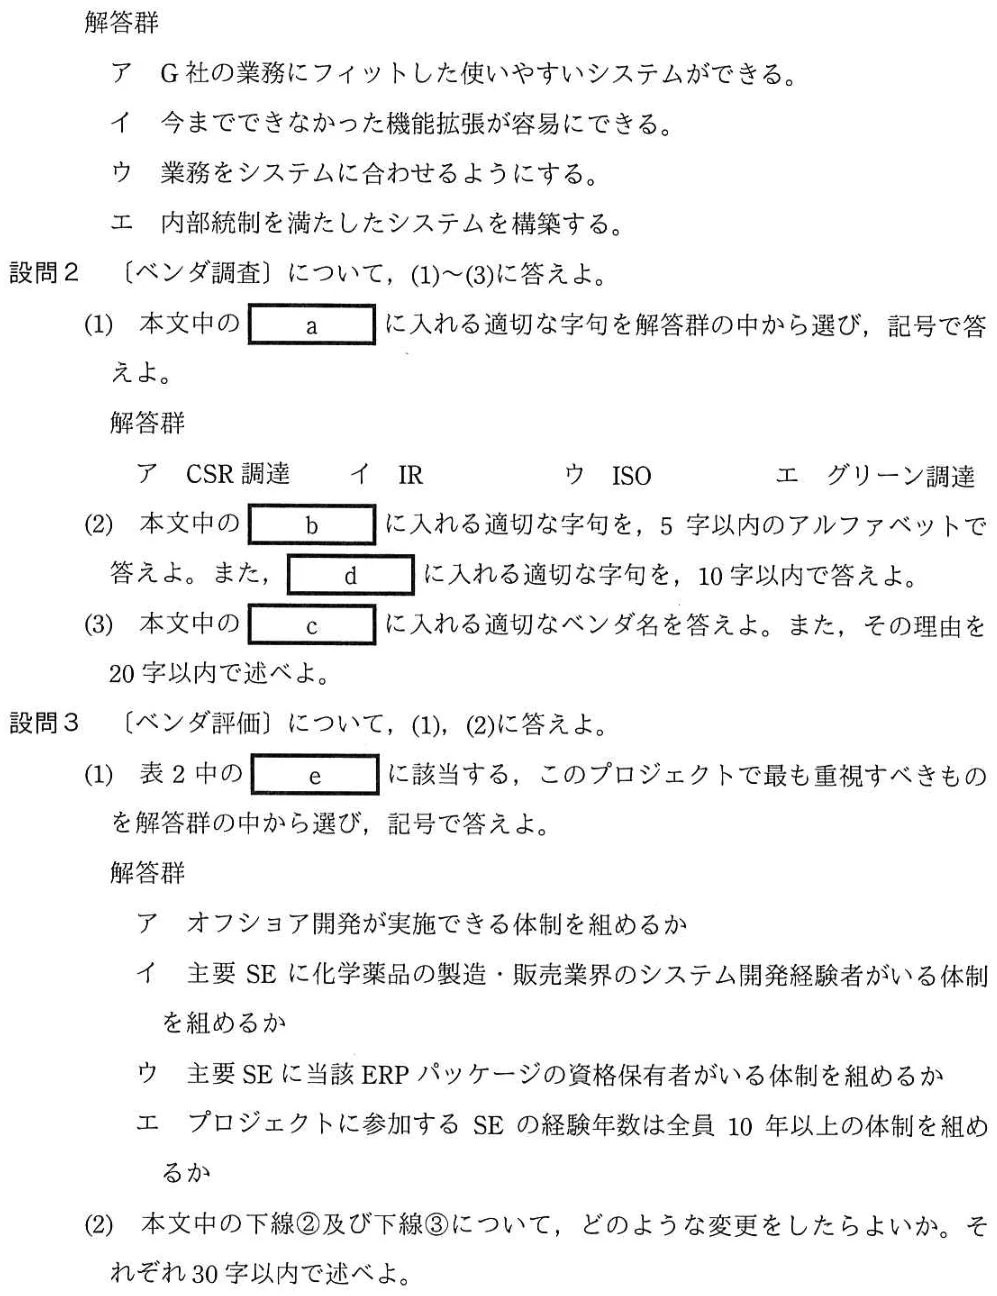 解答群
ア G社の業務にフィットした使いやすいシステムができる。
イ 今までできなかった機能拡張が容易にできる。
ウ 業務をシステムに合わせるようにする。
エ 内部統制を満たしたシステムを構築する。
設問2 〔ベンダ調査〕について，(1)～(3)に答えよ。
(1) 本文中の a に入れる適切な字句を解答群の中から選び，記号で答
えよ。
解答群
ア CSR調達 イ IR ウ ISO エ グリーン調達
(2) 本文中の b に入れる適切な字句を，5字以内のアルファベットで
答えよ。また， d に入れる適切な字句を，10字以内で答えよ。
(3) 本文中の c に入れる適切なベンダ名を答えよ。また，その理由を
20字以内で述べよ。
設問3 〔ベンダ評価〕について，(1)，(2)に答えよ。
(1) 表2中の e に該当する，このプロジェクトで最も重視すべきもの
を解答群の中から選び，記号で答えよ。
解答群
ア オフショア開発が実施できる体制を組めるか
イ 主要SEに化学薬品の製造・販売業界のシステム開発経験者がいる体制
を組めるか
ウ 主要SEに当該ERPパッケージの資格保有者がいる体制を組めるか
エ プロジェクトに参加するSEの経験年数は全員10年以上の体制を組め
るか
(2) 本文中の下線②及び下線③について，どのような変更をしたらよいか。そ
れぞれ30字以内で述べよ。